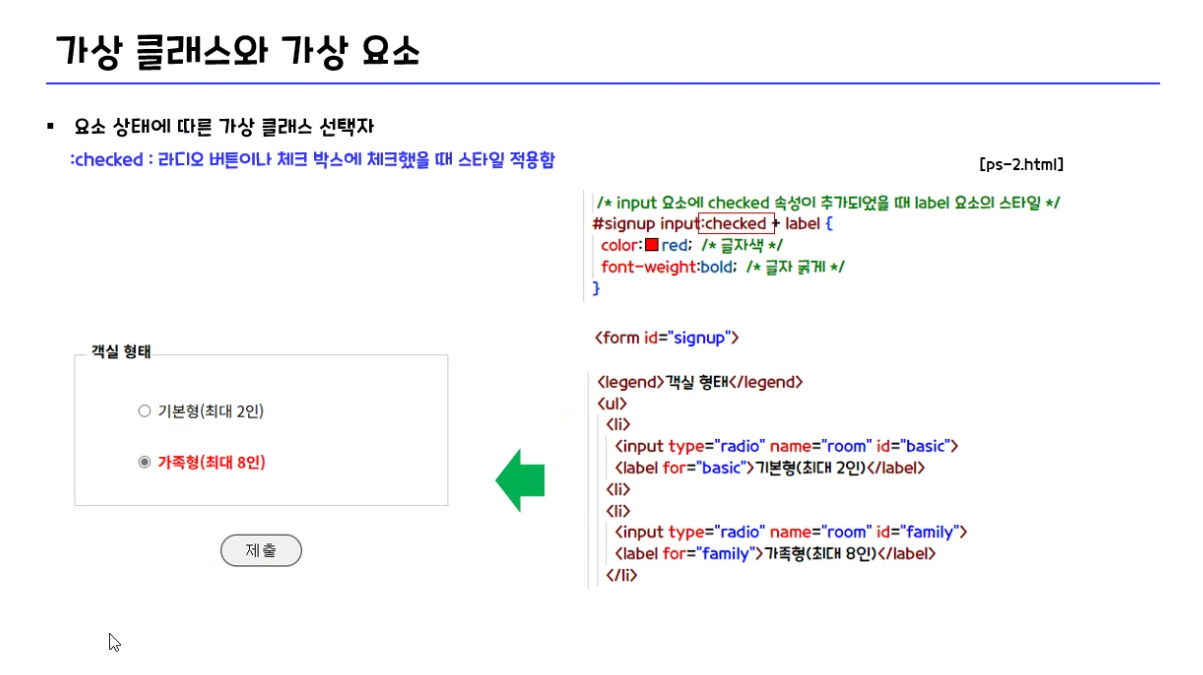 가상 클래스와 가상 요소
▪ 요소 상태에 따른 가상 클래스 선택자
:checked : 라디오 버튼이나 체크 박스에 체크했을 때 스타일 적용함
[ps-2.html]
/* input 요소에 checked 속성이 추가되었을 때 label 요소의 스타일 */
#signup input:checked + label {
color: red; /* 글자색 */
font-weight:bold; /* 글자 굵게 */
}
<form id="signup">
<legend>객실 형태</legend>
<ul>
<li>
<input type="radio" name="room" id="basic">
<label for="basic">기본형(최대 2인)</label>
<li>
<li>
<input type="radio" name="room" id="family">
<label for="family">가족형(최대 8인)</label>
</li>
객실 형태
기본형(최대 2인)
가족형(최대 8인)
제출